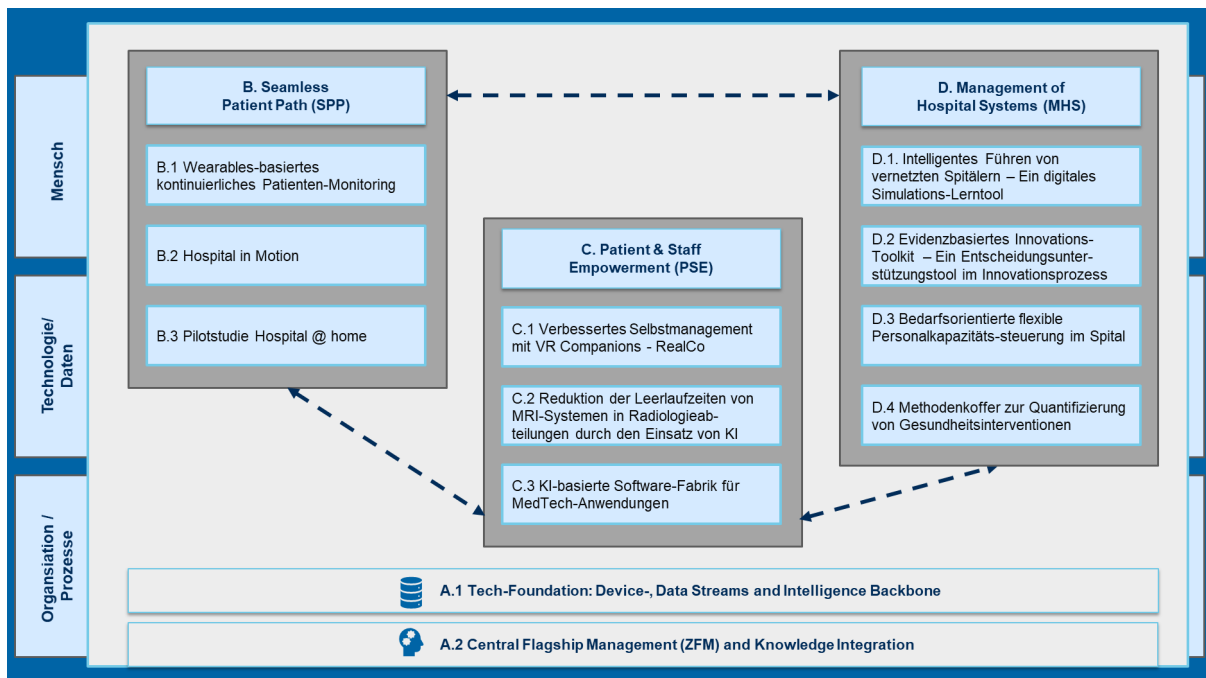 Mensch
Technologie/
Daten
Organsiation /
Prozesse
B. Seamless
Patient Path (SPP)
B.1 Wearables-basiertes
kontinuierliches Patienten-Monitoring
B.2 Hospital in Motion
B.3 Pilotstudie Hospital @ home
C. Patient & Staff
Empowerment (PSE)
C.1 Verbessertes Selbstmanagement
mit VR Companions - RealCo
C.2 Reduktion der Leerlaufzeiten von
MRI-Systemen in Radiologieab-
teilungen durch den Einsatz von KI
C.3 KI-basierte Software-Fabrik für
MedTech-Anwendungen
D. Management of
Hospital Systems (MHS)
D.1. Intelligentes Führen von
vernetzten Spitälern – Ein digitales
Simulations-Lerntool
D.2 Evidenzbasiertes Innovations-
Toolkit – Ein Entscheidungsunter-
stützungstool im Innovationsprozess
D.3 Bedarfsorientierte flexible
Personalkapazitäts-steuerung im Spital
D.4 Methodenkoffer zur Quantifizierung
von Gesundheitsinterventionen
A.1 Tech-Foundation: Device-, Data Streams and Intelligence Backbone
A.2 Central Flagship Management (ZFM) and Knowledge Integration